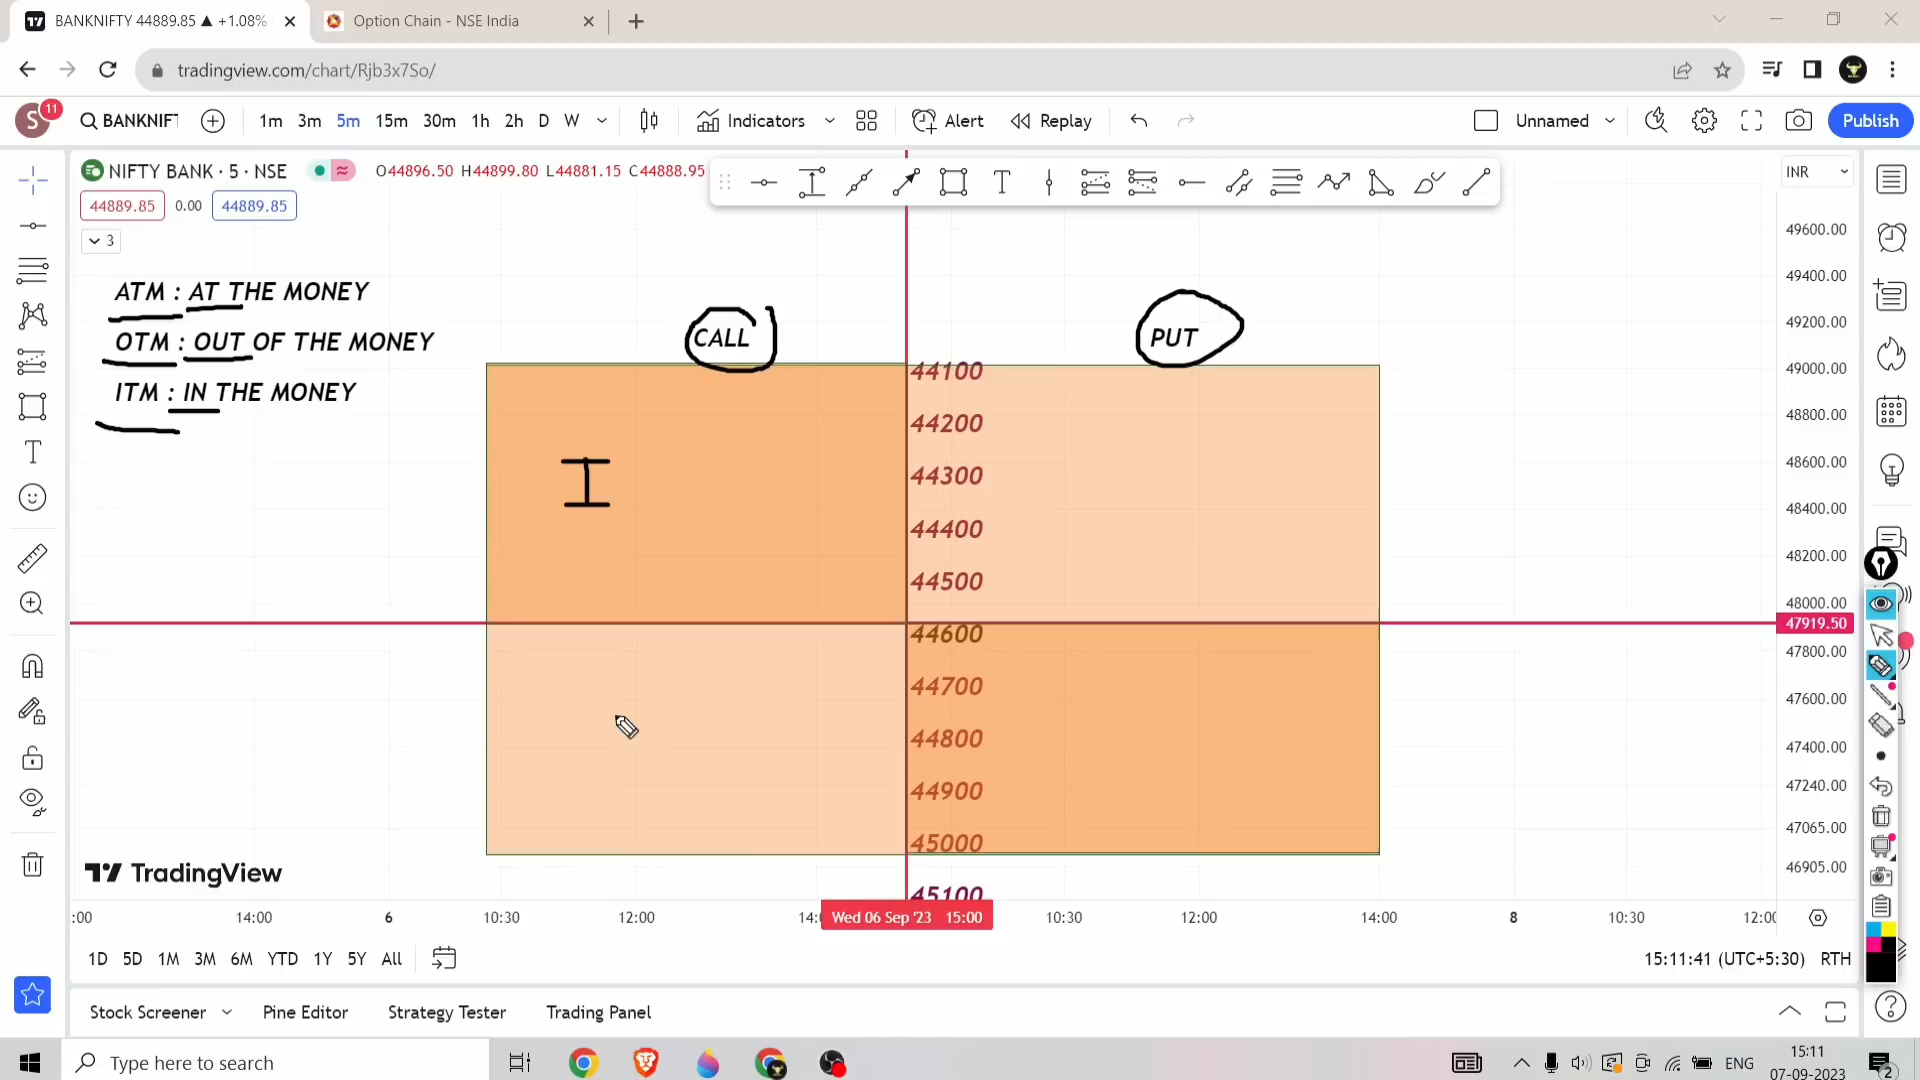 BANKNIFTY 44889.85 ▲ +1.08%
Option Chain - NSE India
tradingview.com/chart/Rjb3x7So/
S
11
BANKNIFT
1m 3m 5m 15m 30m 1h 2h D W
Indicators
Alert
Replay
Unnamed
Publish
NIFTY BANK · 5 · NSE
O44896.50 H44899.80 L44881.15 C44888.95
INR
44889.85 0.00 44889.85
3
ATM : AT THE MONEY
OTM : OUT OF THE MONEY
ITM : IN THE MONEY
CALL
PUT
I
44100
44200
44300
44400
44500
44600
44700
44800
44900
45000
45100
49600.00
49400.00
49200.00
49000.00
48800.00
48600.00
48400.00
48200.00
48000.00
47919.50
47800.00
47600.00
47400.00
47240.00
47065.00
46905.00
TradingView
:00 14:00 6 10:30 12:00 14:0 Wed 06 Sep '23 15:00 10:30 12:00 14:00 8 10:30 12:00
1D 5D 1M 3M 6M YTD 1Y 5Y All
15:11:41 (UTC+5:30) RTH
Stock Screener Pine Editor Strategy Tester Trading Panel
Type here to search
ENG
15:11
07-09-2023
2